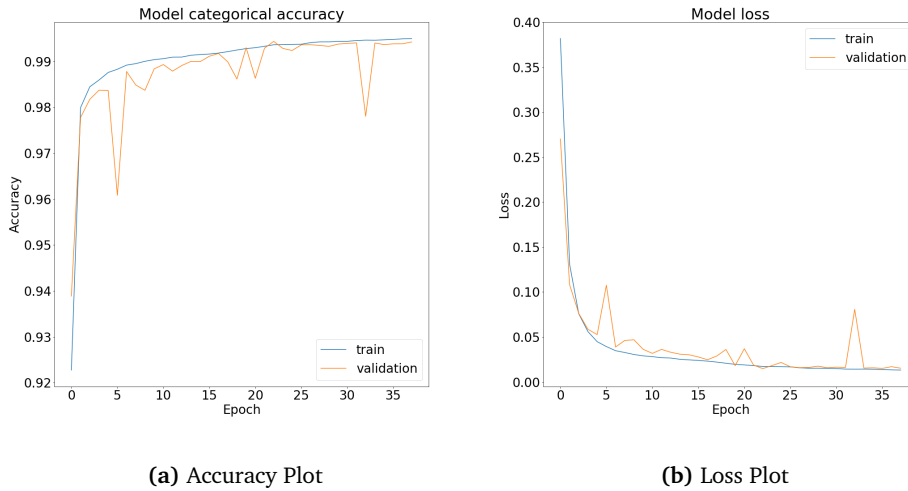 Model categorical accuracy
0.99
0.98
0.97
0.96
0.95
0.94
0.93
0.92
Accuracy
0 5 10 15 20 25 30 35
Epoch
train
validation
(a) Accuracy Plot
Model loss
0.40
0.35
0.30
0.25
0.20
0.15
0.10
0.05
0.00
Loss
0 5 10 15 20 25 30 35
Epoch
train
validation
(b) Loss Plot